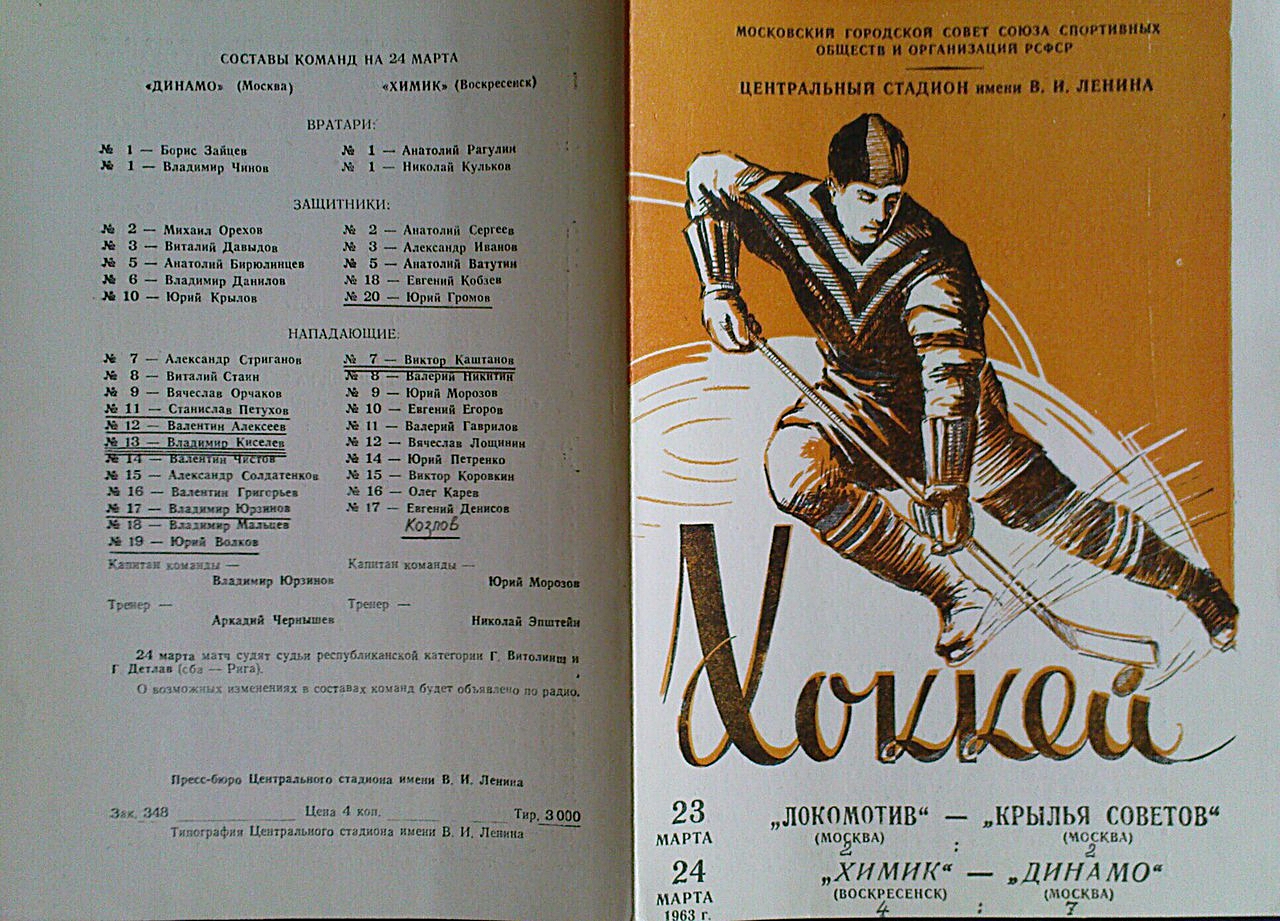 СОСТАВЫ КОМАНД НА 24 МАРТА
«ДИНАМО» (Москва) «ХИМИК» (Воскресенск)
ВРАТАРИ:
№ 1 — Борис Зайцев № 1 — Анатолий Рагулин
№ 1 — Владимир Чинов № 1 — Николай Кульков
ЗАЩИТНИКИ:
№ 2 — Михаил Орехов № 2 — Анатолий Сергеев
№ 3 — Виталий Давыдов № 3 — Александр Иванов
№ 5 — Анатолий Бирюлинцев № 5 — Анатолий Ватутин
№ 6 — Владимир Данилов № 18 — Евгений Кобзев
№ 10 — Юрий Крылов № 20 — Юрий Громов
НАПАДАЮЩИЕ:
№ 7 — Александр Стриганов № 7 — Виктор Каштанов
№ 8 — Виталий Стаин № 8 — Валерий Никитин
№ 9 — Вячеслав Орчаков № 9 — Юрий Морозов
№ 11 — Станислав Петухов № 10 — Евгений Егоров
№ 12 — Валентин Алексеев № 11 — Валерий Гаврилов
№ 13 — Владимир Киселев № 12 — Вячеслав Лощинин
№ 14 — Валентин Чистов № 14 — Юрий Петренко
№ 15 — Александр Солдатенков № 15 — Виктор Коровкин
№ 16 — Валентин Григорьев № 16 — Олег Карев
№ 17 — Владимир Юрзинов № 17 — Евгений Денисов
№ 18 — Владимир Мальцев Козлов
№ 19 — Юрий Волков
Капитан команды — Капитан команды —
Владимир Юрзинов Юрий Морозов
Тренер — Тренер —
Аркадий Чернышев Николай Эпштейн
24 марта матч судят судьи республиканской категории Г. Витолинш и
Г. Детлав (оба — Рига).
О возможных изменениях в составах команд будет объявлено по радио.
Пресс-бюро Центрального стадиона имени В. И. Ленина
Зак. 348 Цена 4 коп. Тир. 3 000
Типография Центрального стадиона имени В. И. Ленина
МОСКОВСКИЙ ГОРОДСКОЙ СОВЕТ СОЮЗА СПОРТИВНЫХ
ОБЩЕСТВ И ОРГАНИЗАЦИЙ РСФСР
ЦЕНТРАЛЬНЫЙ СТАДИОН имени В. И. ЛЕНИНА
Хоккей
23 МАРТА „ЛОКОМОТИВ“ — „КРЫЛЬЯ СОВЕТОВ“
(МОСКВА) (МОСКВА)
2 : 2
24 МАРТА 1963 г. „ХИМИК“ — „ДИНАМО“
(ВОСКРЕСЕНСК) (МОСКВА)
4 : 7